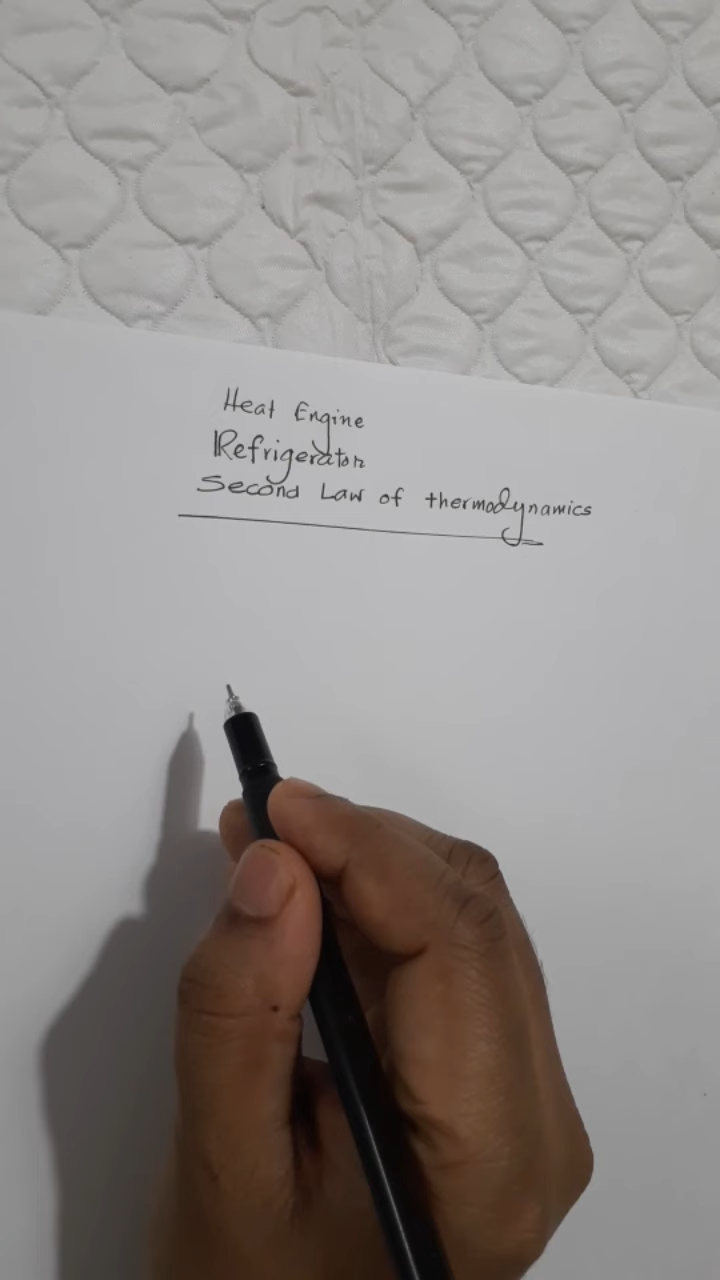 Heat Engine
Refrigerator
Second Law of thermodynamics